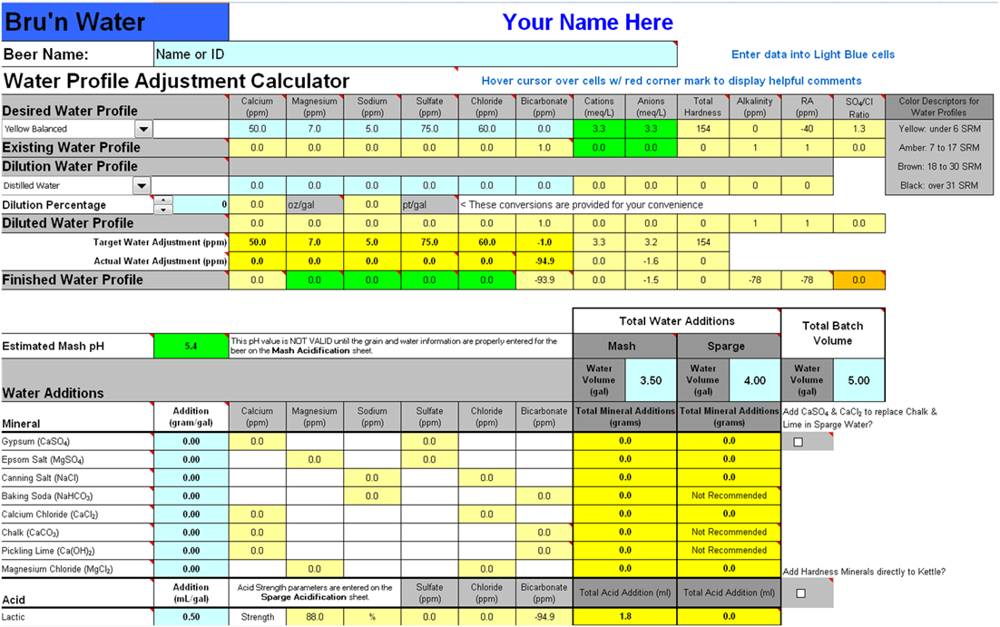 Bru'n Water
Your Name Here
Beer Name: Name or ID Enter data into Light Blue cells
Water Profile Adjustment Calculator Hover cursor over cells w/ red corner mark to display helpful comments
Desired Water Profile Calcium (ppm) Magnesium (ppm) Sodium (ppm) Sulfate (ppm) Chloride (ppm) Bicarbonate (ppm) Cations (meq/L) Anions (meq/L) Total Hardness Alkalinity (ppm) RA (ppm) SO₄/Cl Ratio Color Descriptors for Water Profiles
Yellow Balanced 50.0 7.0 5.0 75.0 60.0 0.0 3.3 3.3 154 0 -40 1.3 Yellow: under 6 SRM
Existing Water Profile 0.0 0.0 0.0 0.0 0.0 1.0 0.0 0.0 0 1 1 0.0 Amber: 7 to 17 SRM
Dilution Water Profile Brown: 18 to 30 SRM
Distilled Water 0.0 0.0 0.0 0.0 0.0 0.0 0.0 0.0 0 0 0 Black: over 31 SRM
Dilution Percentage 0 0.0 oz/gal 0.0 pt/gal < These conversions are provided for your convenience
Diluted Water Profile 0.0 0.0 0.0 0.0 0.0 1.0 0.0 0.0 0 1 1 0.0
Target Water Adjustment (ppm) 50.0 7.0 5.0 75.0 60.0 -1.0 3.3 3.2 154
Actual Water Adjustment (ppm) 0.0 0.0 0.0 0.0 0.0 -94.9 0.0 -1.6 0
Finished Water Profile 0.0 0.0 0.0 0.0 0.0 -93.9 0.0 -1.5 0 -78 -78 0.0
Total Water Additions Total Batch Volume
Estimated Mash pH 5.4 This pH value is NOT VALID until the grain and water information are properly entered for the
beer on the Mash Acidification sheet.
Mash Sparge
Water Additions Water Volume (gal) 3.50 Water Volume (gal) 4.00 Water Volume (gal) 5.00
Mineral Addition (gram/gal) Calcium (ppm) Magnesium (ppm) Sodium (ppm) Sulfate (ppm) Chloride (ppm) Bicarbonate (ppm) Total Mineral Additions (grams) Total Mineral Additions (grams) Add CaSO₄ & CaCl₂ to replace Chalk & Lime in Sparge Water?
Gypsum (CaSO₄) 0.00 0.0 0.0 0.0 0.0
Epsom Salt (MgSO₄) 0.00 0.0 0.0 0.0 0.0
Canning Salt (NaCl) 0.00 0.0 0.0 0.0 0.0
Baking Soda (NaHCO₃) 0.00 0.0 0.0 0.0 Not Recommended
Calcium Chloride (CaCl₂) 0.00 0.0 0.0 0.0 0.0
Chalk (CaCO₃) 0.00 0.0 0.0 0.0 Not Recommended
Pickling Lime (Ca(OH)₂) 0.00 0.0 0.0 0.0 Not Recommended
Magnesium Chloride (MgCl₂) 0.00 0.0 0.0 0.0 0.0 Add Hardness Minerals directly to Kettle?
Acid Addition (mL/gal) Acid Strength parameters are entered on the Sparge Acidification sheet. Sulfate (ppm) Chloride (ppm) Bicarbonate (ppm) Total Acid Addition (ml) Total Acid Addition (ml)
Lactic 0.50 Strength 88.0 % 0.0 0.0 -94.9 1.8 0.0